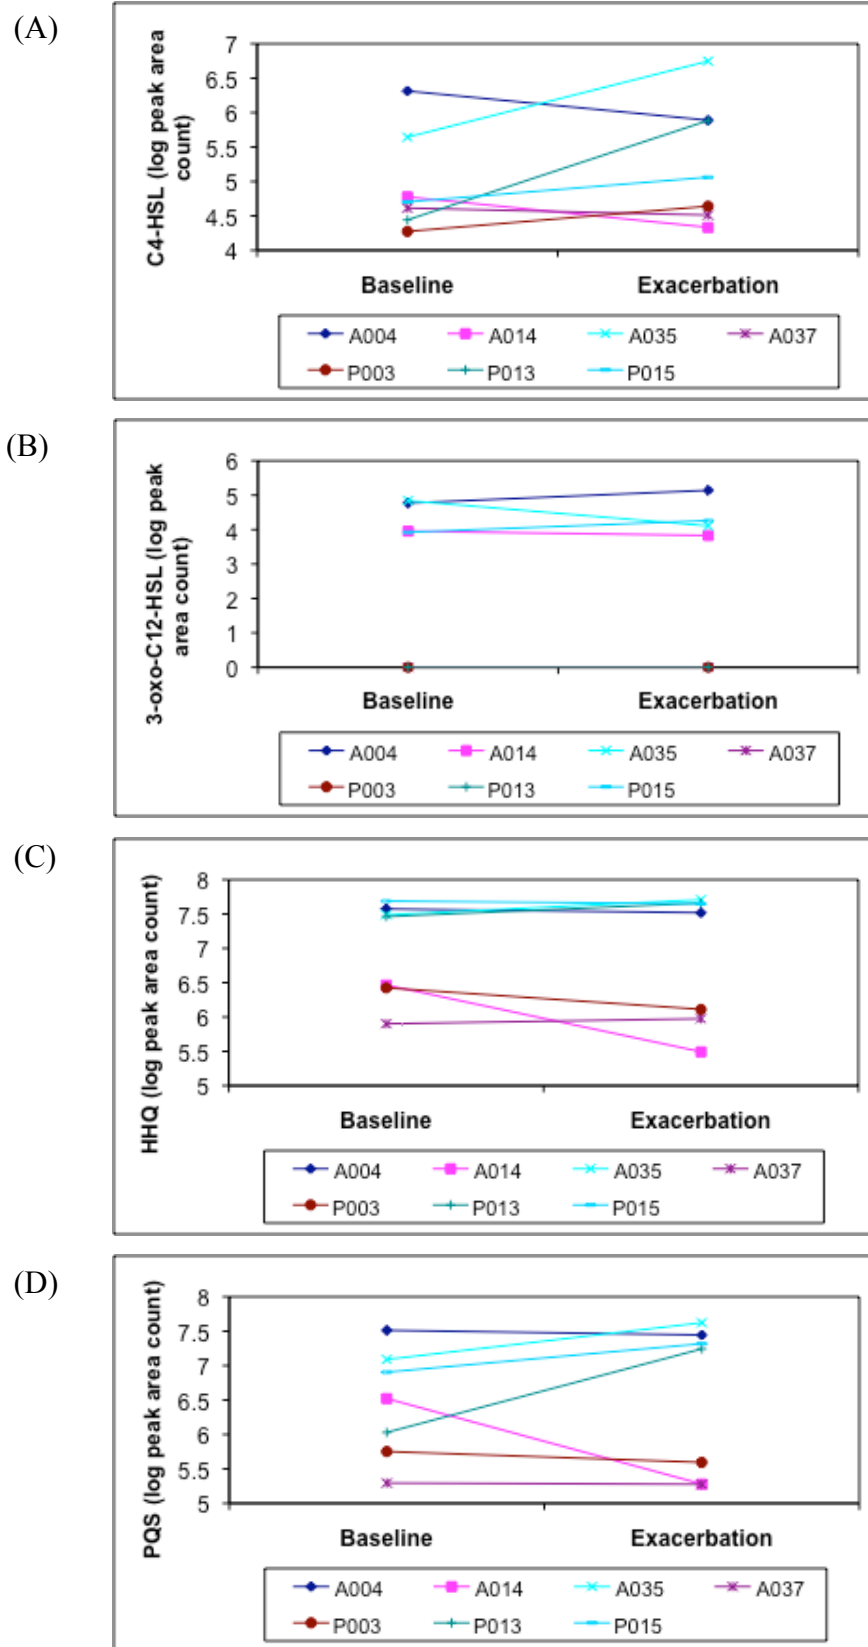 (A)
C4-HSL (log peak area
count)
7
6.5
6
5.5
5
4.5
4
Baseline Exacerbation
A004 A014 A035 A037
P003 P013 P015
(B)
3-oxo-C12-HSL (log peak
area count)
6
5
4
3
2
1
0
Baseline Exacerbation
A004 A014 A035 A037
P003 P013 P015
(C)
HHQ (log peak area count)
8
7.5
7
6.5
6
5.5
5
Baseline Exacerbation
A004 A014 A035 A037
P003 P013 P015
(D)
PQS (log peak area count)
8
7.5
7
6.5
6
5.5
5
Baseline Exacerbation
A004 A014 A035 A037
P003 P013 P015